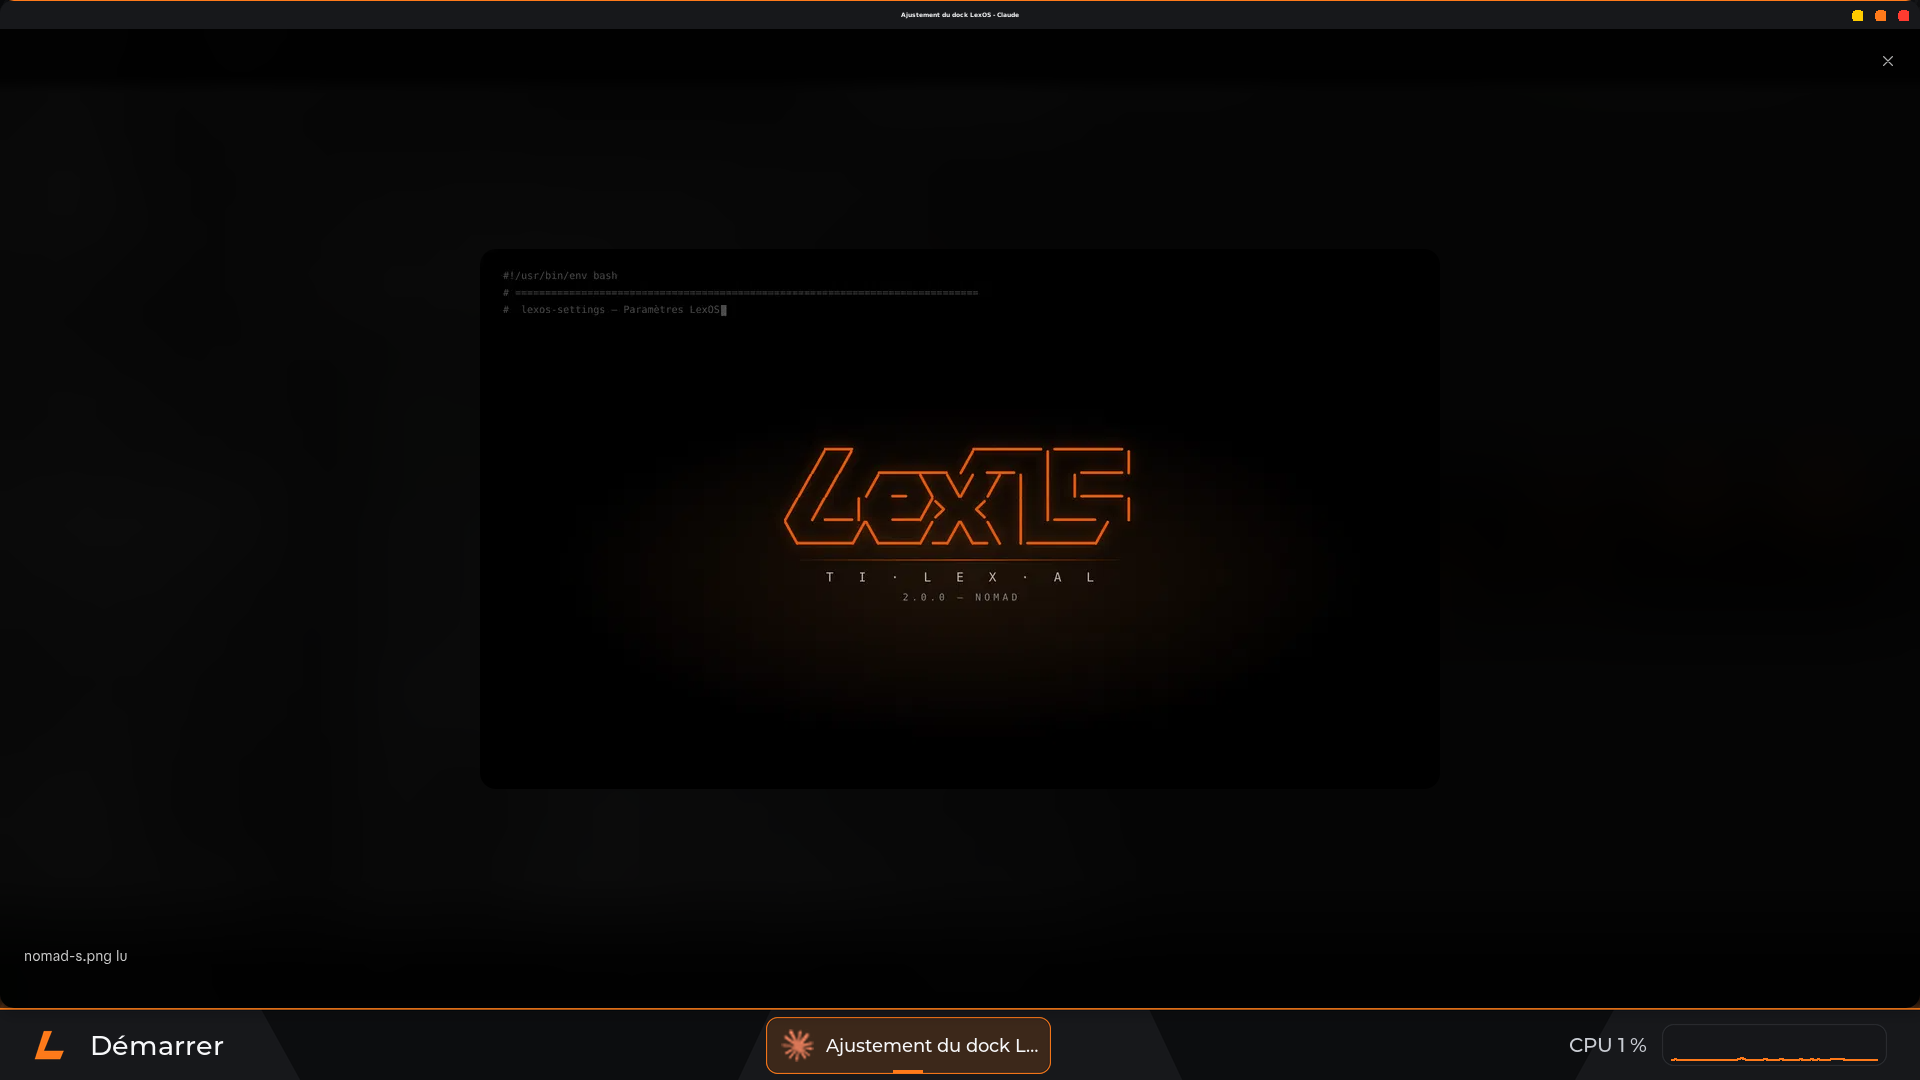 Ajustement du dock LexOS - Claude
#!/usr/bin/env bash
# =============================================================================
#  lexos-settings — Paramètres LexOS
LexOS
T I · L E X · A L
2.0.0 — NOMAD
nomad-s.png lu
Démarrer
Ajustement du dock L...
CPU 1 %